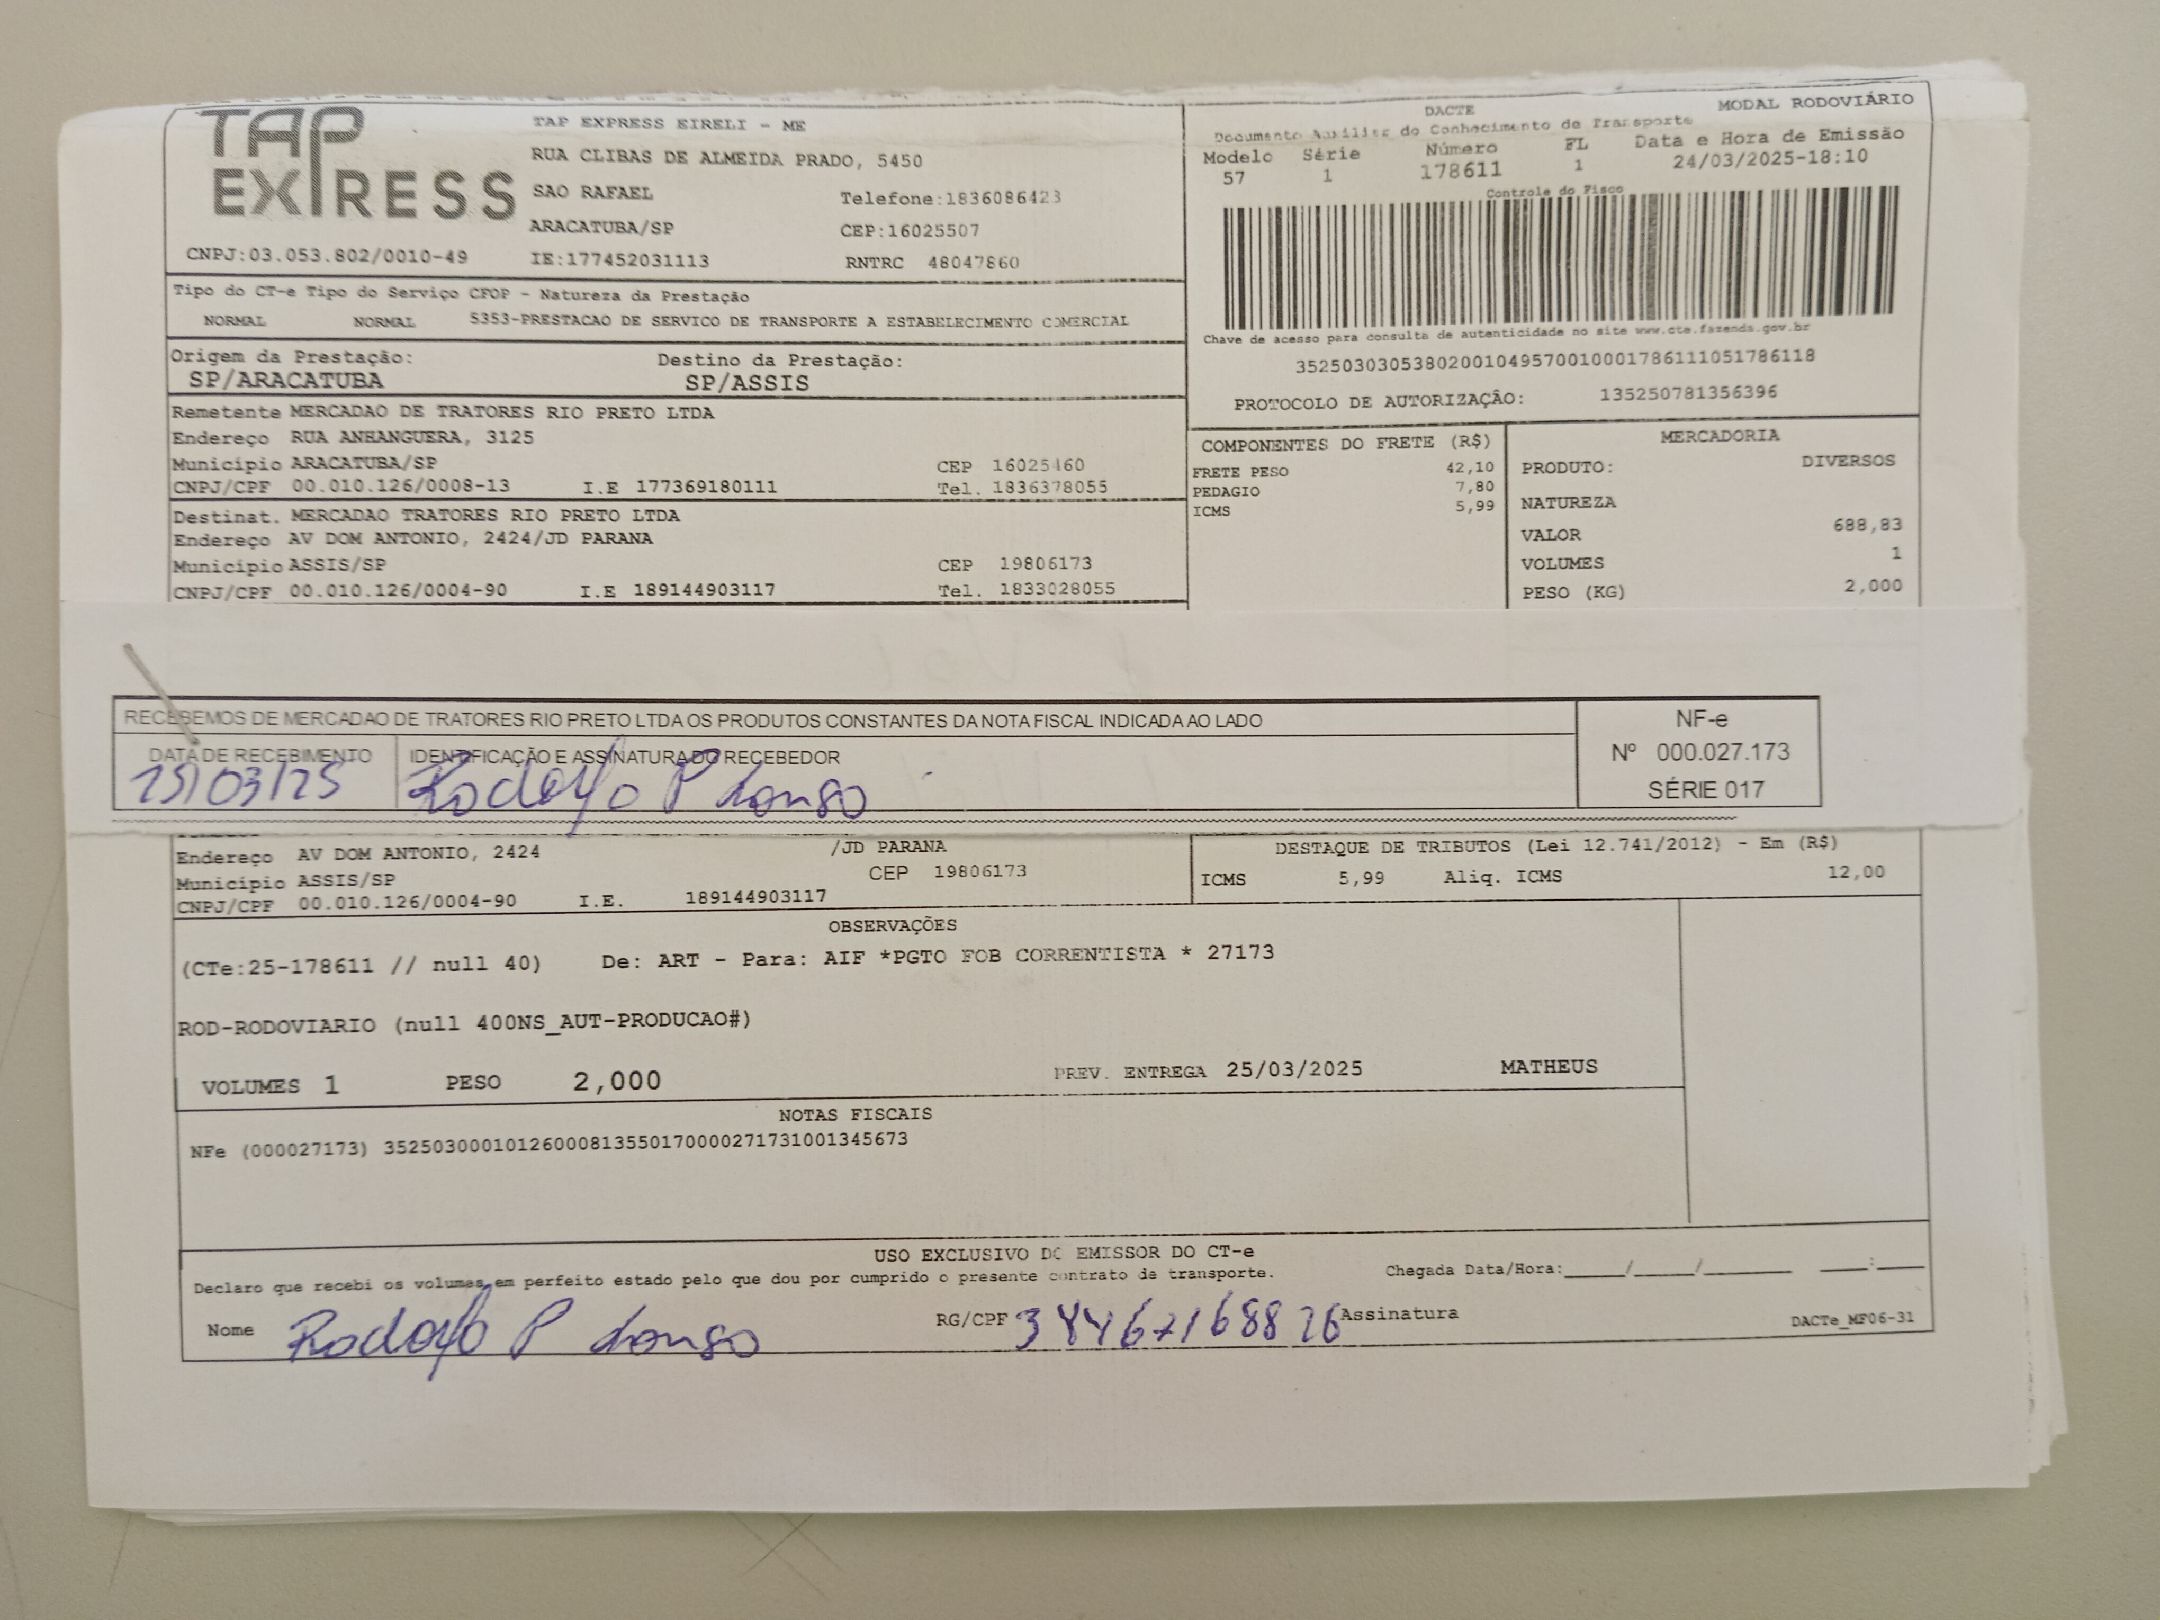 TAP EXPRESS
TAP EXPRESS EIRELI - ME
RUA CLIBAS DE ALMEIDA PRADO, 5450
SAO RAFAEL Telefone:1836086423
ARACATUBA/SP CEP:16025507
CNPJ:03.053.802/0010-49 IE:177452031113 RNTRC 48047860
DACTE MODAL RODOVIÁRIO
Documento Auxiliar do Conhecimento de Transporte
Modelo Série Número FL Data e Hora de Emissão
57 1 178611 1 24/03/2025-18:10
Controle do Fisco
Chave de acesso para consulta de autenticidade no site www.cte.fazenda.gov.br
35250303053802001049570010001786111051786118
PROTOCOLO DE AUTORIZAÇÃO: 135250781356396
Tipo do CT-e Tipo do Serviço CFOP - Natureza da Prestação
NORMAL NORMAL 5353-PRESTACAO DE SERVICO DE TRANSPORTE A ESTABELECIMENTO COMERCIAL
Origem da Prestação: Destino da Prestação:
SP/ARACATUBA SP/ASSIS
Remetente MERCADAO DE TRATORES RIO PRETO LTDA
Endereço RUA ANHANGUERA, 3125
Municipio ARACATUBA/SP CEP 16025460
CNPJ/CPF 00.010.126/0008-13 I.E 177369180111 Tel. 1836378055
Destinat. MERCADAO TRATORES RIO PRETO LTDA
Endereço AV DOM ANTONIO, 2424/JD PARANA
Municipio ASSIS/SP CEP 19806173
CNPJ/CPF 00.010.126/0004-90 I.E 189144903117 Tel. 1833028055
COMPONENTES DO FRETE (R$)
FRETE PESO 42,10
PEDAGIO 7,80
ICMS 5,99
MERCADORIA
PRODUTO: DIVERSOS
NATUREZA
VALOR 688,83
VOLUMES 1
PESO (KG) 2,000
RECEBEMOS DE MERCADAO DE TRATORES RIO PRETO LTDA OS PRODUTOS CONSTANTES DA NOTA FISCAL INDICADA AO LADO
DATA DE RECEBIMENTO IDENTIFICAÇÃO E ASSINATURA DO RECEBEDOR
25/03/25 Rodolfo P
NF-e
Nº 000.027.173
SÉRIE 017
Endereço AV DOM ANTONIO, 2424 /JD PARANA
Municipio ASSIS/SP CEP 19806173
CNPJ/CPF 00.010.126/0004-90 I.E. 189144903117
DESTAQUE DE TRIBUTOS (Lei 12.741/2012) - Em (R$)
ICMS 5,99 Aliq. ICMS 12,00
OBSERVAÇÕES
(CTe:25-178611 // null 40) De: ART - Para: AIF *PGTO FOB CORRENTISTA * 27173
ROD-RODOVIARIO (null 400NS_AUT-PRODUCAO#)
VOLUMES 1 PESO 2,000 PREV. ENTREGA 25/03/2025 MATHEUS
NOTAS FISCAIS
NFe (000027173) 35250300010126000813550170000271731001345673
USO EXCLUSIVO DO EMISSOR DO CT-e
Declaro que recebi os volumes em perfeito estado pelo que dou por cumprido o presente contrato de transporte. Chegada Data/Hora:_____/_____/_______ ____:____
Nome Rodolfo P RG/CPF Assinatura
DACTe_MF06-31